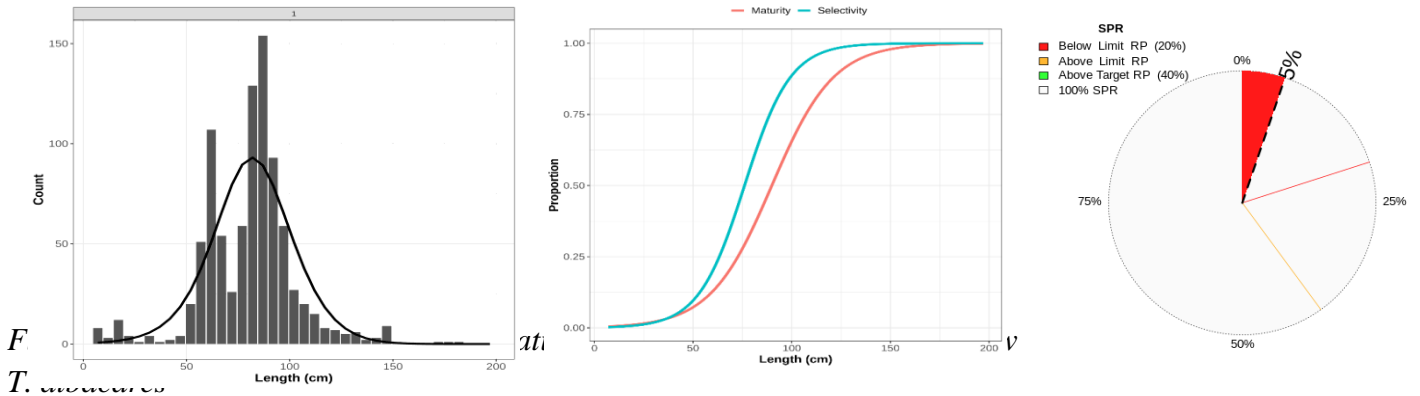 1
Count
150
100
50
0
0
50
100
150
200
Length (cm)
Maturity
Selectivity
Proportion
1.00
0.75
0.50
0.25
0.00
0
50
100
150
200
Length (cm)
SPR
Below Limit RP (20%)
Above Limit RP
Above Target RP (40%)
100% SPR
0%
5%
25%
50%
75%
T.